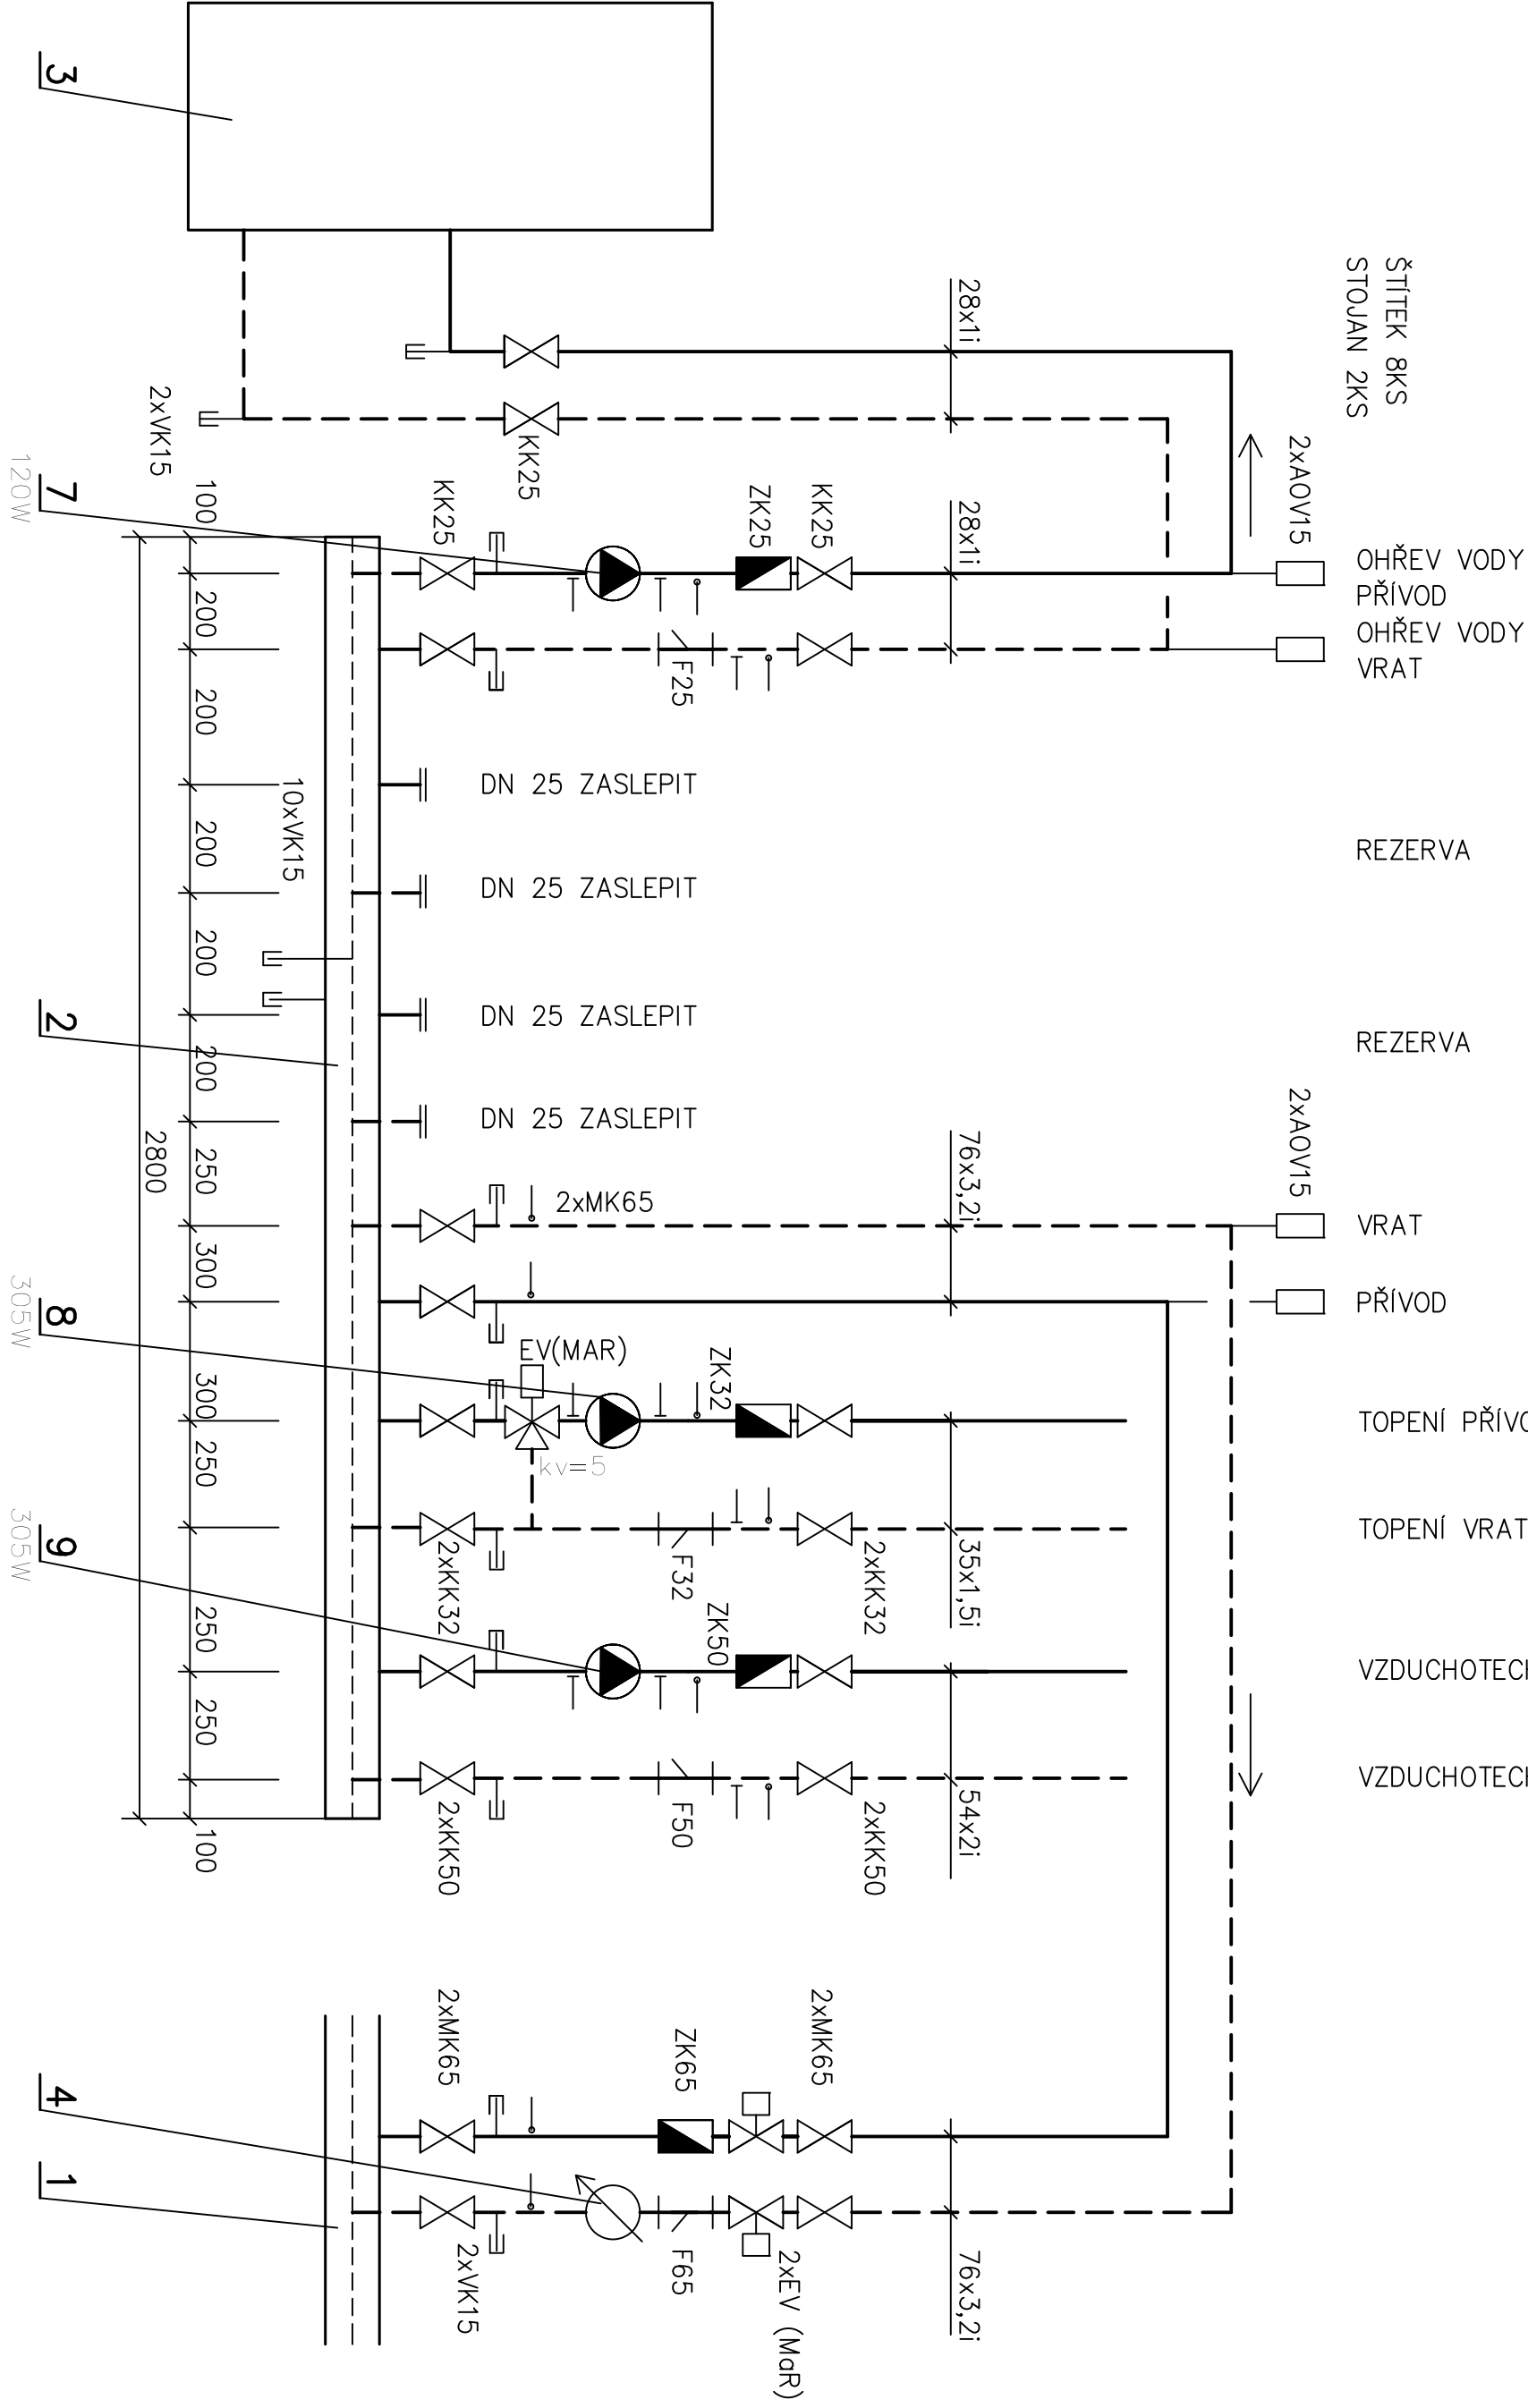 3
ŠTÍTEK 8KS
STOJAN 2KS
28x1i
2xVK15
KK25
2xAOV15
7
120W
100
KK25
ZK25
KK25
28x1i
OHŘEV VODY
PŘÍVOD
OHŘEV VODY
VRAT
200
F25
200
DN 25 ZASLEPIT
10xVK15
200
REZERVA
DN 25 ZASLEPIT
200
2
DN 25 ZASLEPIT
REZERVA
200
DN 25 ZASLEPIT
2800
250
2xMK65
76x3,2i
2xAOV15
VRAT
300
PŘÍVOD
8
305W
EV(MAR)
ZK32
300
kv=5
TOPENÍ PŘÍVO
250
9
305W
2xKK32
F32
2xKK32
35x1,5i
TOPENÍ VRAT
250
ZK50
VZDUCHOTECH
250
VZDUCHOTECH
100
2xKK50
F50
2xKK50
54x2i
2xMK65
ZK65
2xMK65
4
1
2xVK15
F65
2xEV (MaR)
76x3,2i